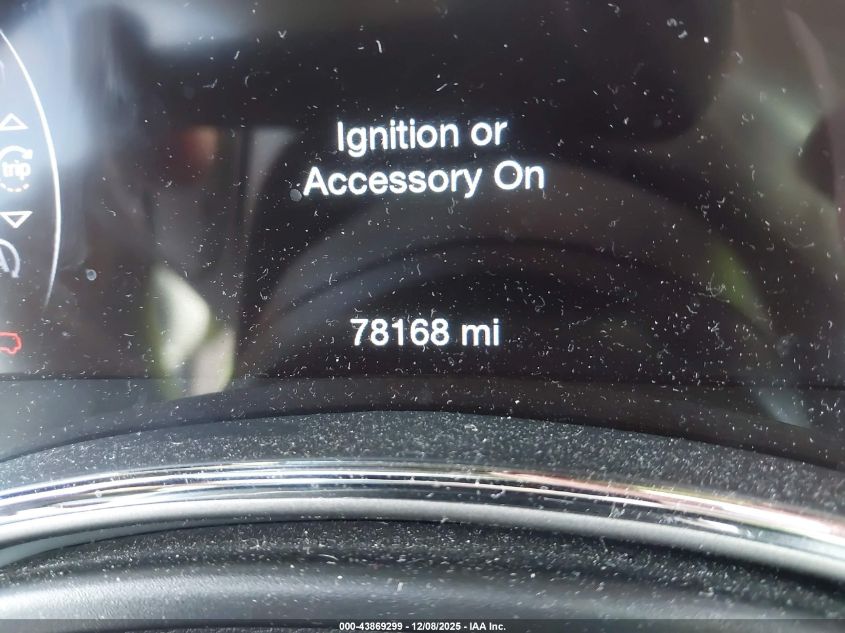 Ignition or
Accessory On
trip
78168 mi
000-43869299 - 12/08/2025 - IAA Inc.